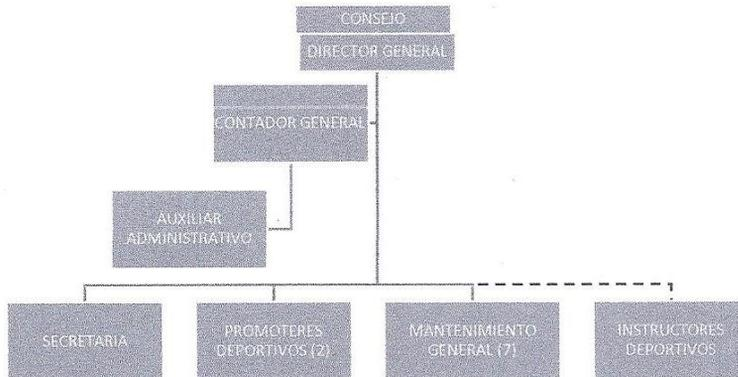 CONSEJO
DIRECTOR GENERAL
CONTADOR GENERAL
AUXILIAR
ADMINISTRATIVO
SECRETARIA
PROMOTERES
DEPORTIVOS (2)
MANTENIMIENTO
GENERAL (7)
INSTRUCTORES
DEPORTIVOS